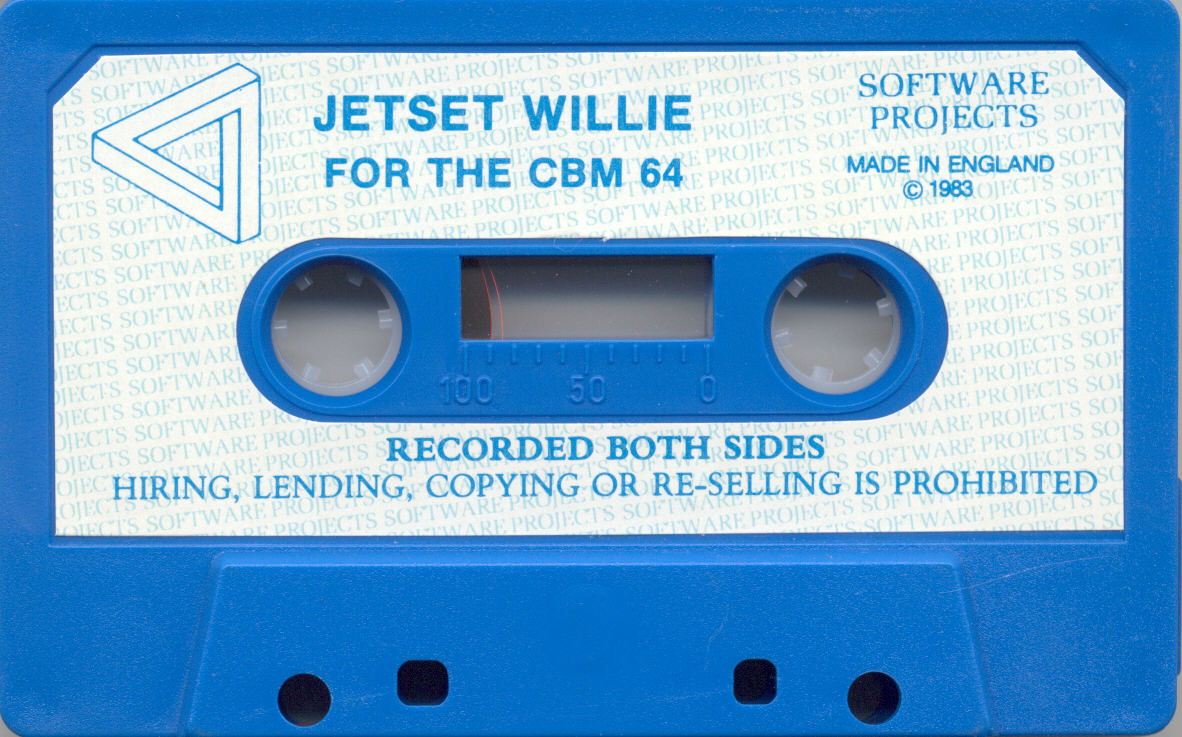 JETSET WILLIE
FOR THE CBM 64
SOFTWARE
PROJECTS
MADE IN ENGLAND
© 1983
100 50 0
RECORDED BOTH SIDES
HIRING, LENDING, COPYING OR RE-SELLING IS PROHIBITED